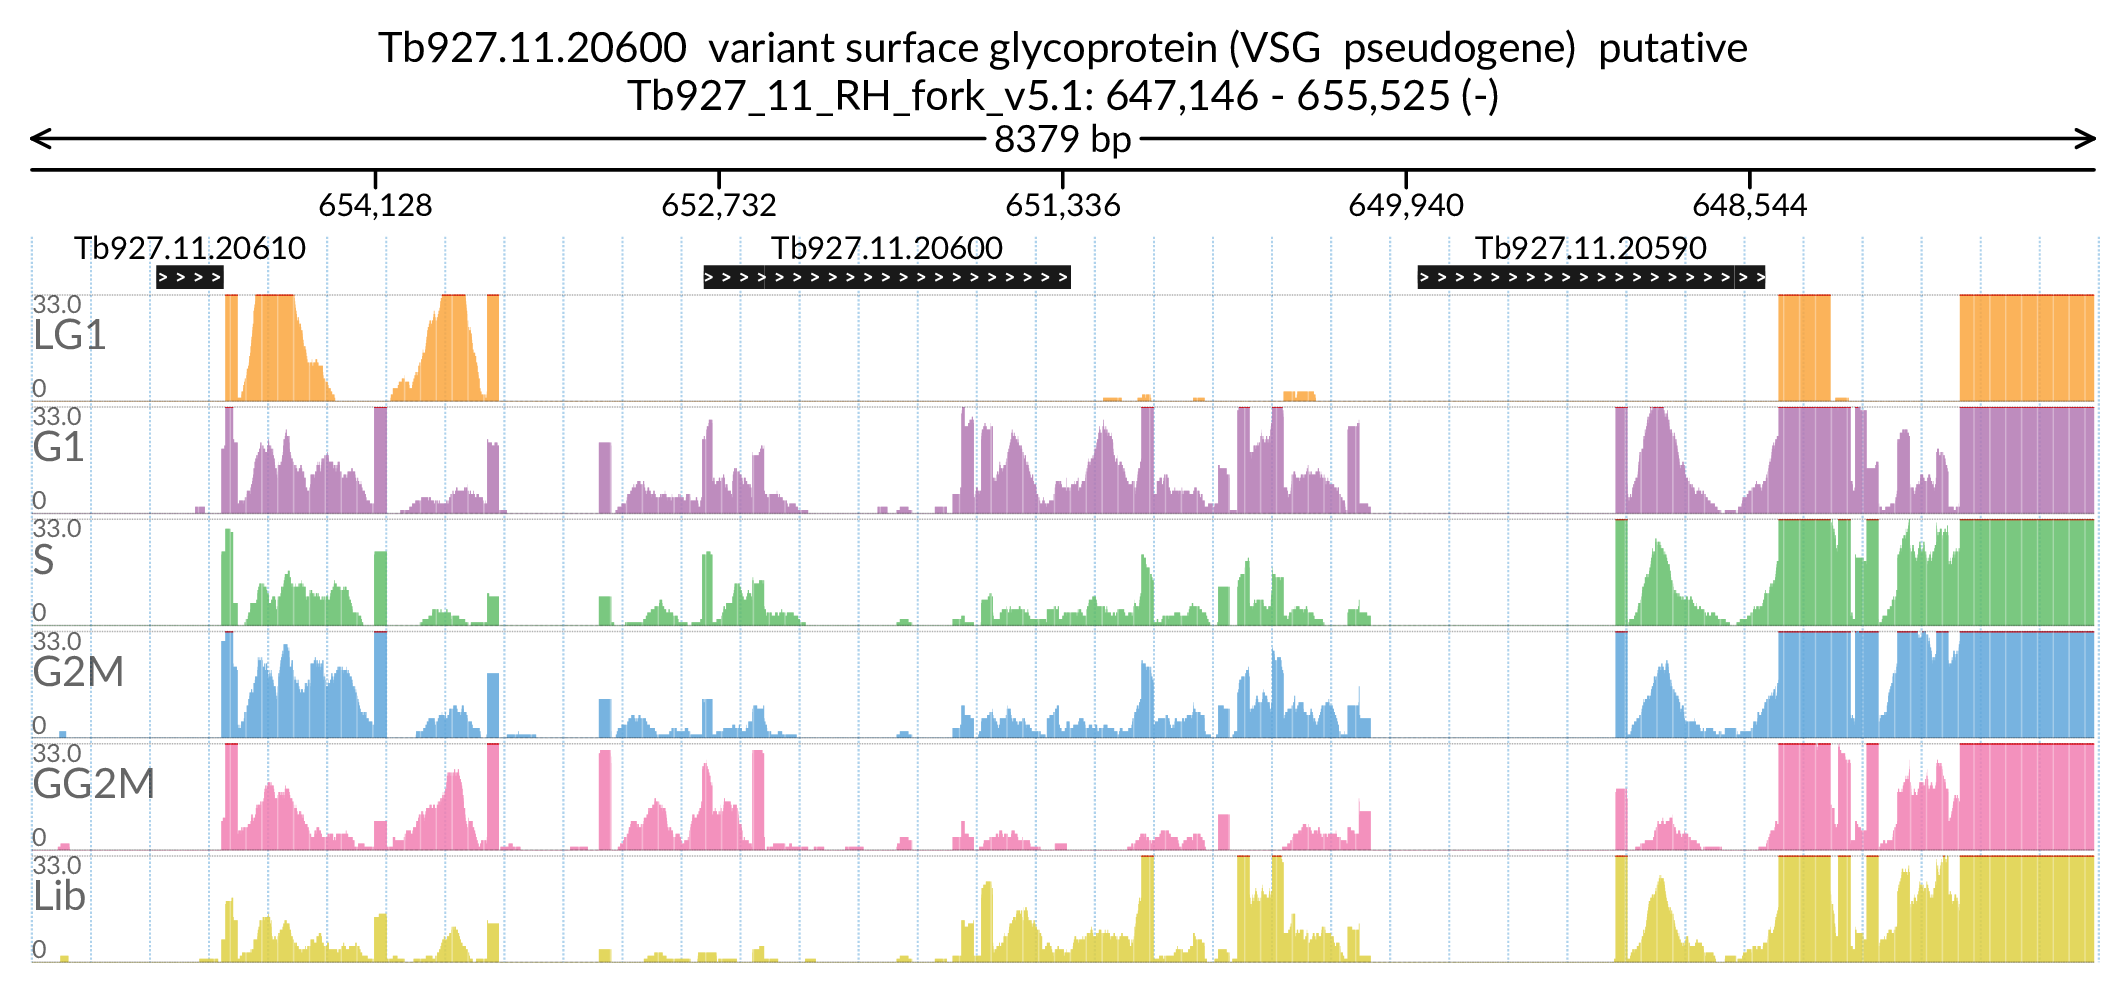 Tb927.11.20600  variant surface glycoprotein (VSG  pseudogene)  putative
Tb927_11_RH_fork_v5.1: 647,146 - 655,525 (-)
8379 bp
654,128 652,732 651,336 649,940 648,544
Tb927.11.20610 Tb927.11.20600 Tb927.11.20590
33.0
LG1
0
33.0
G1
0
33.0
S
0
33.0
G2M
0
33.0
GG2M
0
33.0
Lib
0